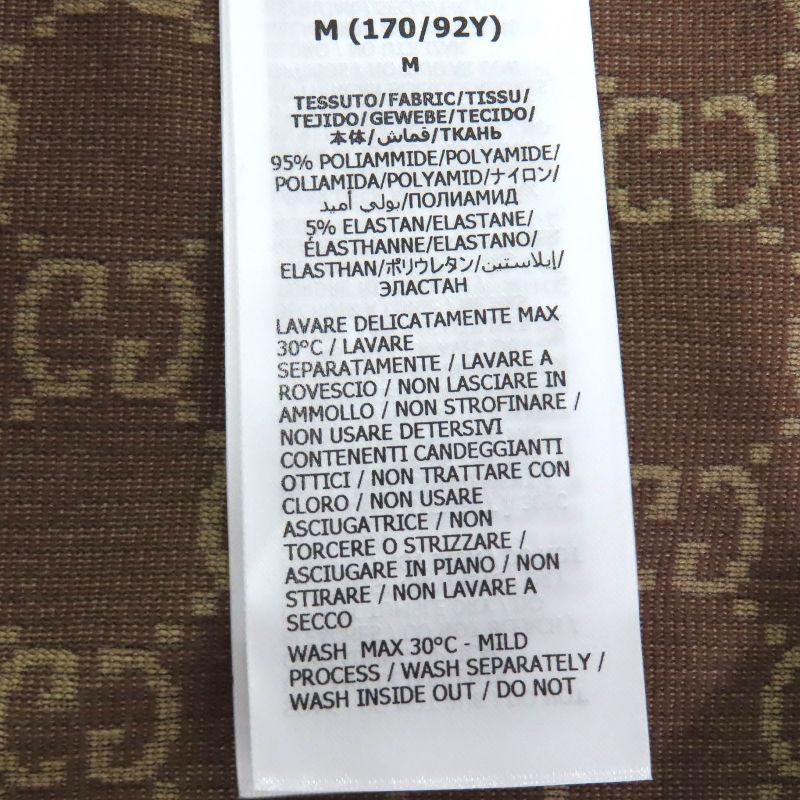 M (170/92Y)
M
TESSUTO/FABRIC/TISSU/
TEJIDO/GEWEBE/TECIDO/
本体/قماش/ТКАНЬ
95% POLIAMMIDE/POLYAMIDE/
POLIAMIDA/POLYAMID/ナイロン/
بولي أميد/ПОЛИАМИД
5% ELASTAN/ELASTANE/
ÉLASTHANNE/ELASTANO/
ELASTHAN/ポリウレタン/إيلاستين/
ЭЛАСТАН
LAVARE DELICATAMENTE MAX
30°C / LAVARE
SEPARATAMENTE / LAVARE A
ROVESCIO / NON LASCIARE IN
AMMOLLO / NON STROFINARE /
NON USARE DETERSIVI
CONTENENTI CANDEGGIANTI
OTTICI / NON TRATTARE CON
CLORO / NON USARE
ASCIUGATRICE / NON
TORCERE O STRIZZARE /
ASCIUGARE IN PIANO / NON
STIRARE / NON LAVARE A
SECCO
WASH MAX 30°C - MILD
PROCESS / WASH SEPARATELY /
WASH INSIDE OUT / DO NOT